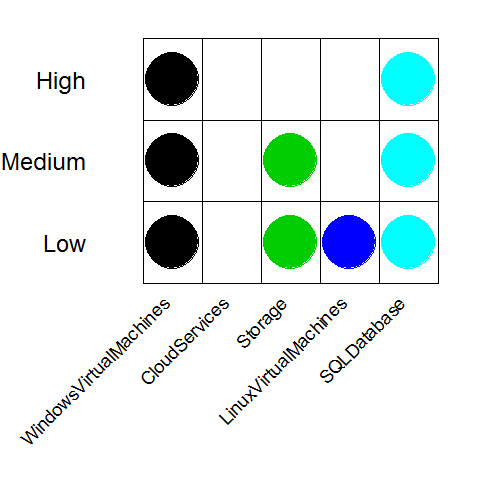 High
Medium
Low
WindowsVirtualMachines
CloudServices
Storage
LinuxVirtualMachines
SQLDatabase